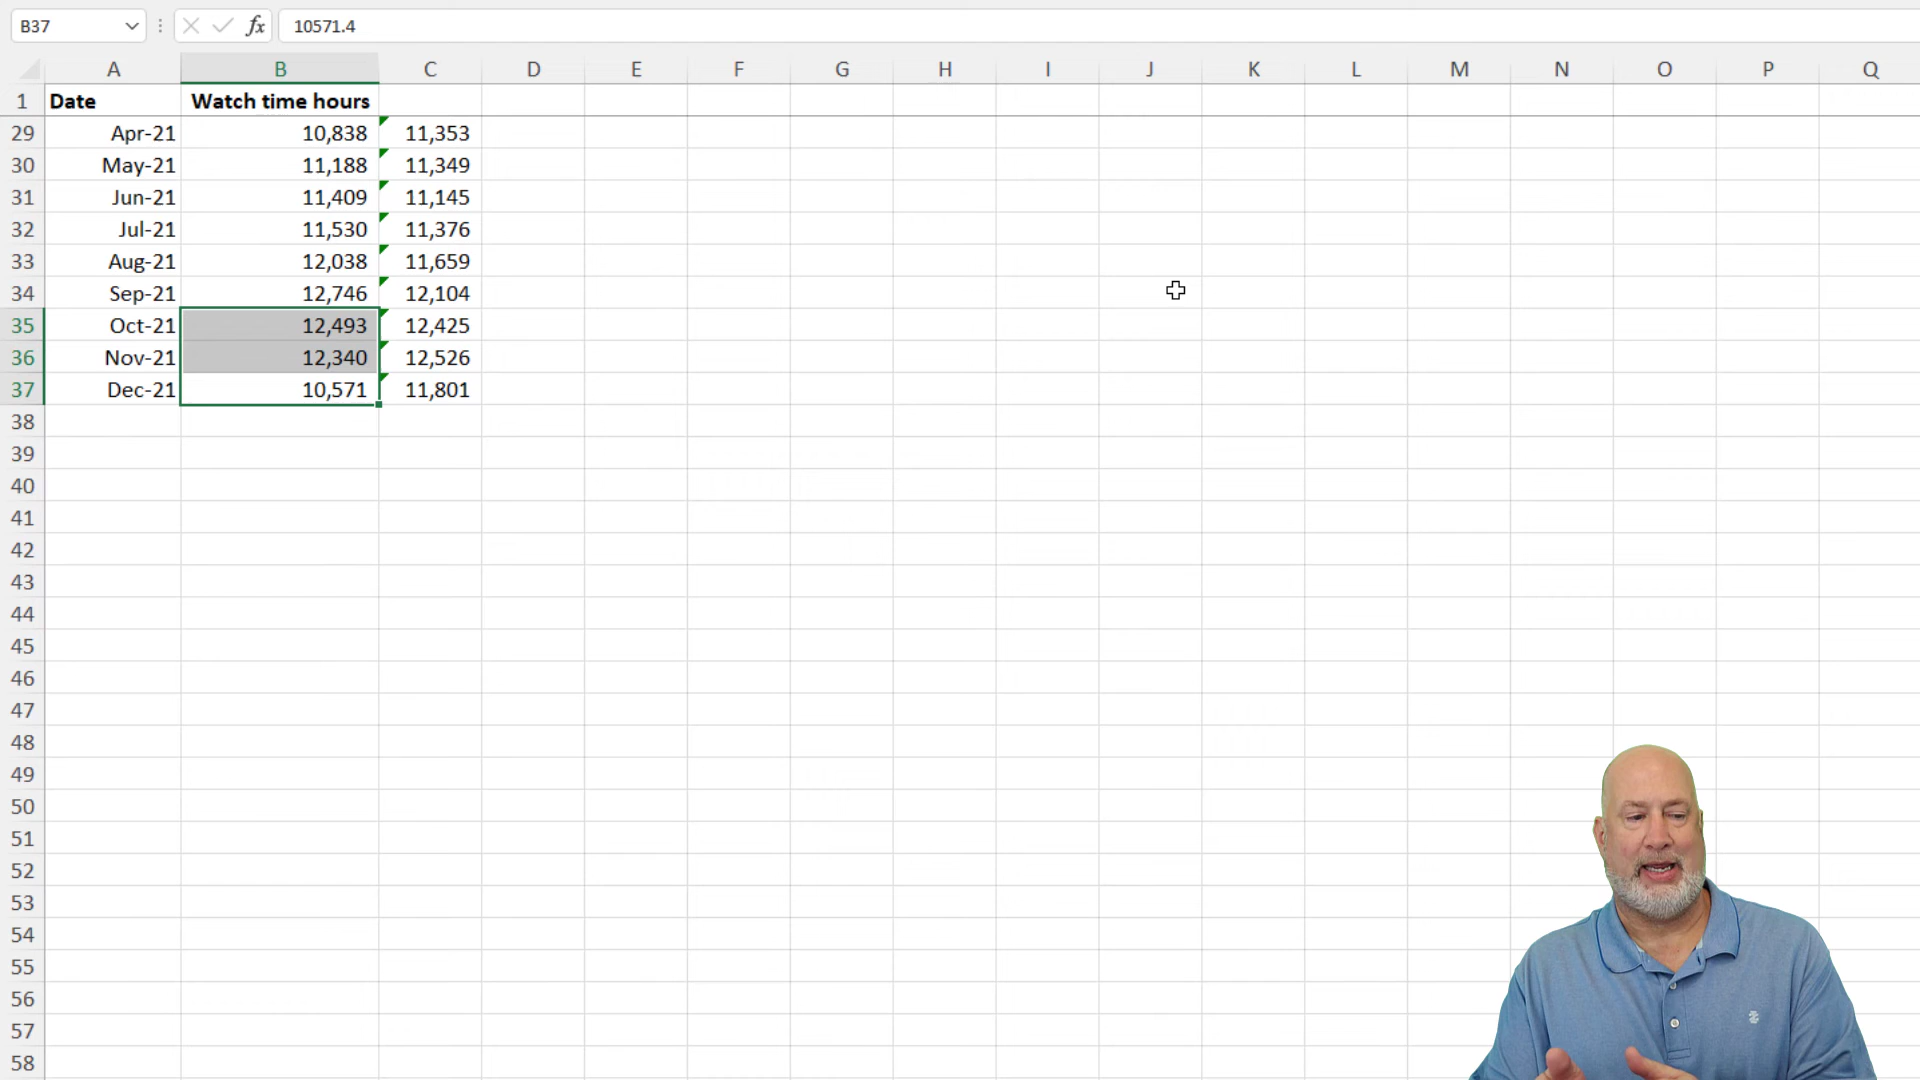 B37 fx 10571.4
A B C D E F G H I J K L M N O P Q
1 Date Watch time hours
29 Apr-21 10,838 11,353
30 May-21 11,188 11,349
31 Jun-21 11,409 11,145
32 Jul-21 11,530 11,376
33 Aug-21 12,038 11,659
34 Sep-21 12,746 12,104
35 Oct-21 12,493 12,425
36 Nov-21 12,340 12,526
37 Dec-21 10,571 11,801
38
39
40
41
42
43
44
45
46
47
48
49
50
51
52
53
54
55
56
57
58